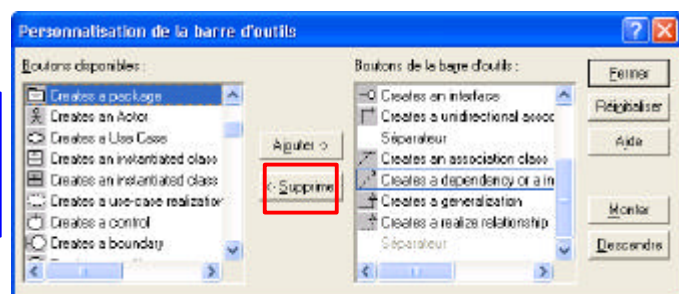 Personnalisation de la barre d'outils
Boutons disponibles :
Creates a package
Creates an Actor
Creates a Use Case
Creates an instantiated class
Creates an instantiated class
Creates a use-case realization
Creates a control
Creates a boundary
Ajouter ->
<- Supprime
Boutons de la barre d'outils :
Creates an interface
Creates a unidirectional assoc
Séparateur
Creates an association class
Creates a dependency or a in
Creates a generalization
Creates a realize relationship
Séparateur
Fermer
Réinitialiser
Aide
Monter
Descendre